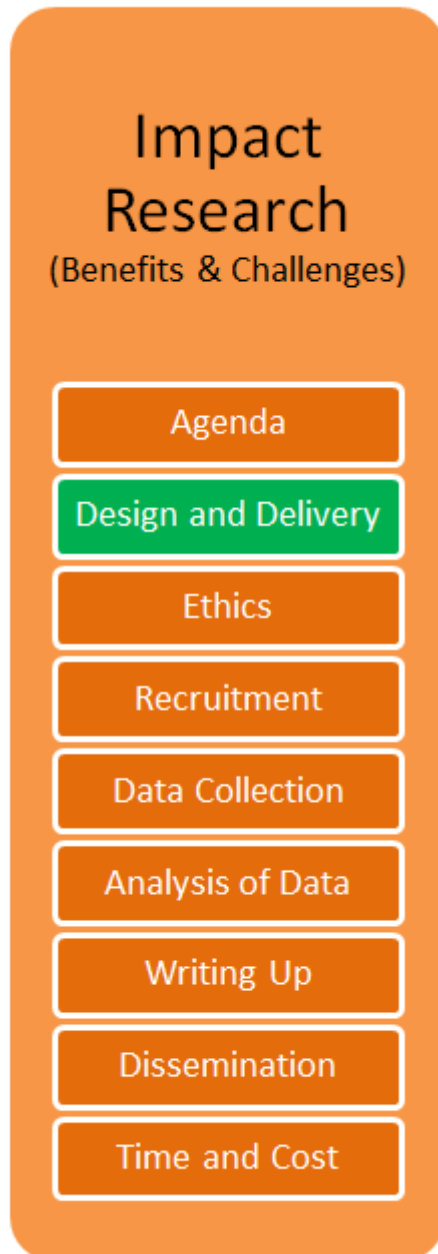 Impact
Research
(Benefits & Challenges)
Agenda
Design and Delivery
Ethics
Recruitment
Data Collection
Analysis of Data
Writing Up
Dissemination
Time and Cost